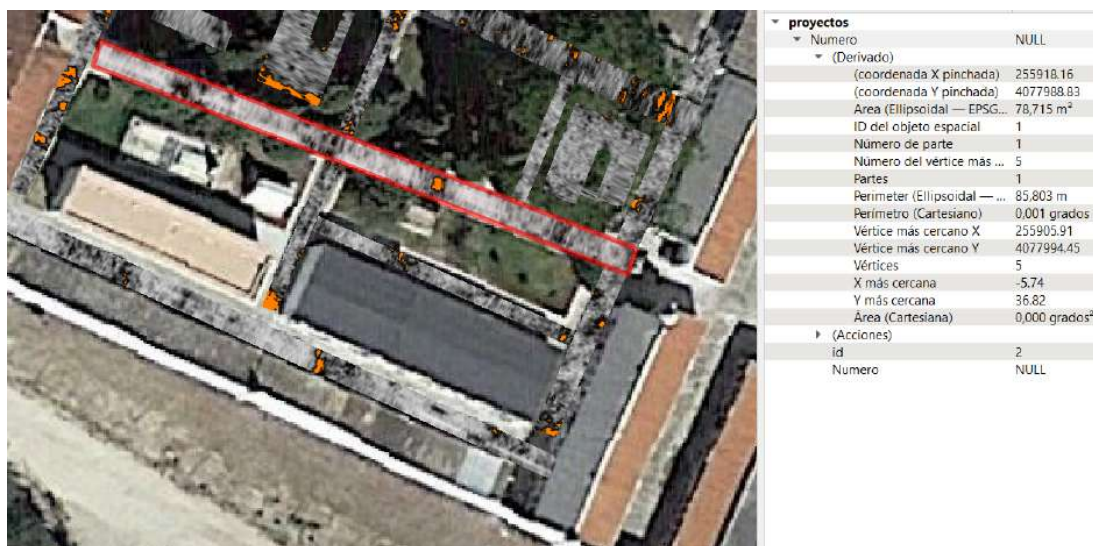 proyectos
Numero NULL
(Derivado)
(coordenada X pinchada) 255918.16
(coordenada Y pinchada) 4077988.83
Area (Ellipsoidal — EPSG... 78,715 m²
ID del objeto espacial 1
Número de parte 1
Número del vértice más ... 5
Partes 1
Perimeter (Ellipsoidal — ... 85,803 m
Perímetro (Cartesiano) 0,001 grados
Vértice más cercano X 255905.91
Vértice más cercano Y 4077994.45
Vértices 5
X más cercana -5.74
Y más cercana 36.82
Área (Cartesiana) 0,000 grados²
(Acciones)
id 2
Numero NULL